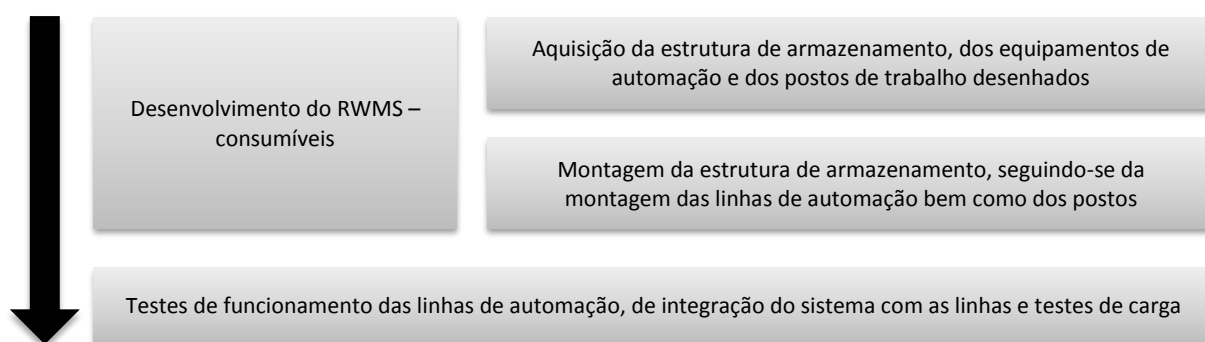 Desenvolvimento do RWMS –
consumíveis
Aquisição da estrutura de armazenamento, dos equipamentos de
automação e dos postos de trabalho desenhados
Montagem da estrutura de armazenamento, seguindo-se da
montagem das linhas de automação bem como dos postos
Testes de funcionamento das linhas de automação, de integração do sistema com as linhas e testes de carga